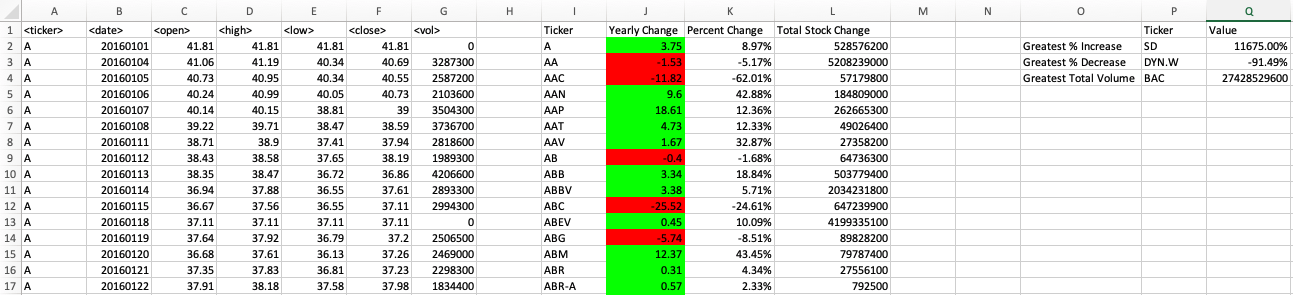 A B C D E F G H I J K L M N O P Q
1 <ticker> <date> <open> <high> <low> <close> <vol> Ticker Yearly Change Percent Change Total Stock Change Ticker Value
2 A 20160101 41.81 41.81 41.81 41.81 0 A 3.75 8.97% 528576200 Greatest % Increase SD 11675.00%
3 A 20160104 41.06 41.19 40.34 40.69 3287300 AA -1.53 -5.17% 5208239000 Greatest % Decrease DYN.W -91.49%
4 A 20160105 40.73 40.95 40.34 40.55 2587200 AAC -11.82 -62.01% 57179800 Greatest Total Volume BAC 27428529600
5 A 20160106 40.24 40.99 40.05 40.73 2103600 AAN 9.6 42.88% 184809000
6 A 20160107 40.14 40.15 38.81 39 3504300 AAP 18.61 12.36% 262665300
7 A 20160108 39.22 39.71 38.47 38.59 3736700 AAT 4.73 12.33% 49026400
8 A 20160111 38.71 38.9 37.41 37.94 2818600 AAV 1.67 32.87% 27358200
9 A 20160112 38.43 38.58 37.65 38.19 1989300 AB -0.4 -1.68% 64736300
10 A 20160113 38.35 38.47 36.72 36.86 4206600 ABB 3.34 18.84% 503779400
11 A 20160114 36.94 37.88 36.55 37.61 2893300 ABBV 3.38 5.71% 2034231800
12 A 20160115 36.67 37.56 36.55 37.11 2994300 ABC -25.52 -24.61% 647239900
13 A 20160118 37.11 37.11 37.11 37.11 0 ABEV 0.45 10.09% 4199335100
14 A 20160119 37.64 37.92 36.79 37.2 2506500 ABG -5.74 -8.51% 89828200
15 A 20160120 36.68 37.61 36.13 37.26 2469000 ABM 12.37 43.45% 79787400
16 A 20160121 37.35 37.83 36.81 37.23 2298300 ABR 0.31 4.34% 27556100
17 A 20160122 37.91 38.18 37.58 37.98 1834400 ABR-A 0.57 2.33% 792500